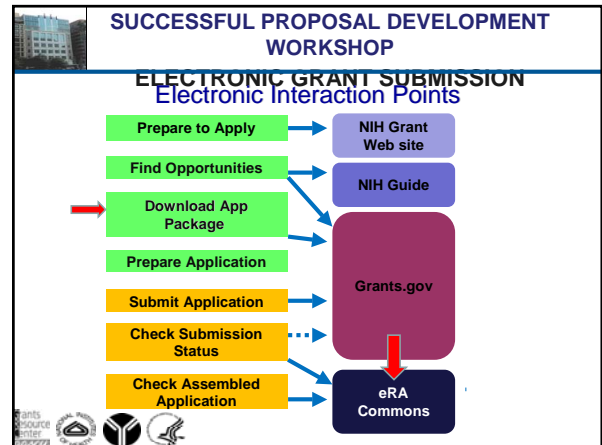 SUCCESSFUL PROPOSAL DEVELOPMENT
WORKSHOP
ELECTRONIC GRANT SUBMISSION
Electronic Interaction Points
Prepare to Apply
NIH Grant
Web site
Find Opportunities
NIH Guide
Download App
Package
Prepare Application
Grants.gov
Submit Application
Check Submission
Status
Check Assembled
Application
eRA
Commons